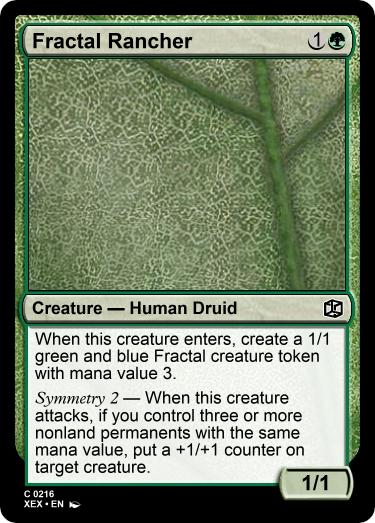 Fractal Rancher 1
Creature — Human Druid
When this creature enters, create a 1/1
green and blue Fractal creature token
with mana value 3.
Symmetry 2 — When this creature
attacks, if you control three or more
nonland permanents with the same
mana value, put a +1/+1 counter on
target creature.
1/1
C 0216
XEX • EN